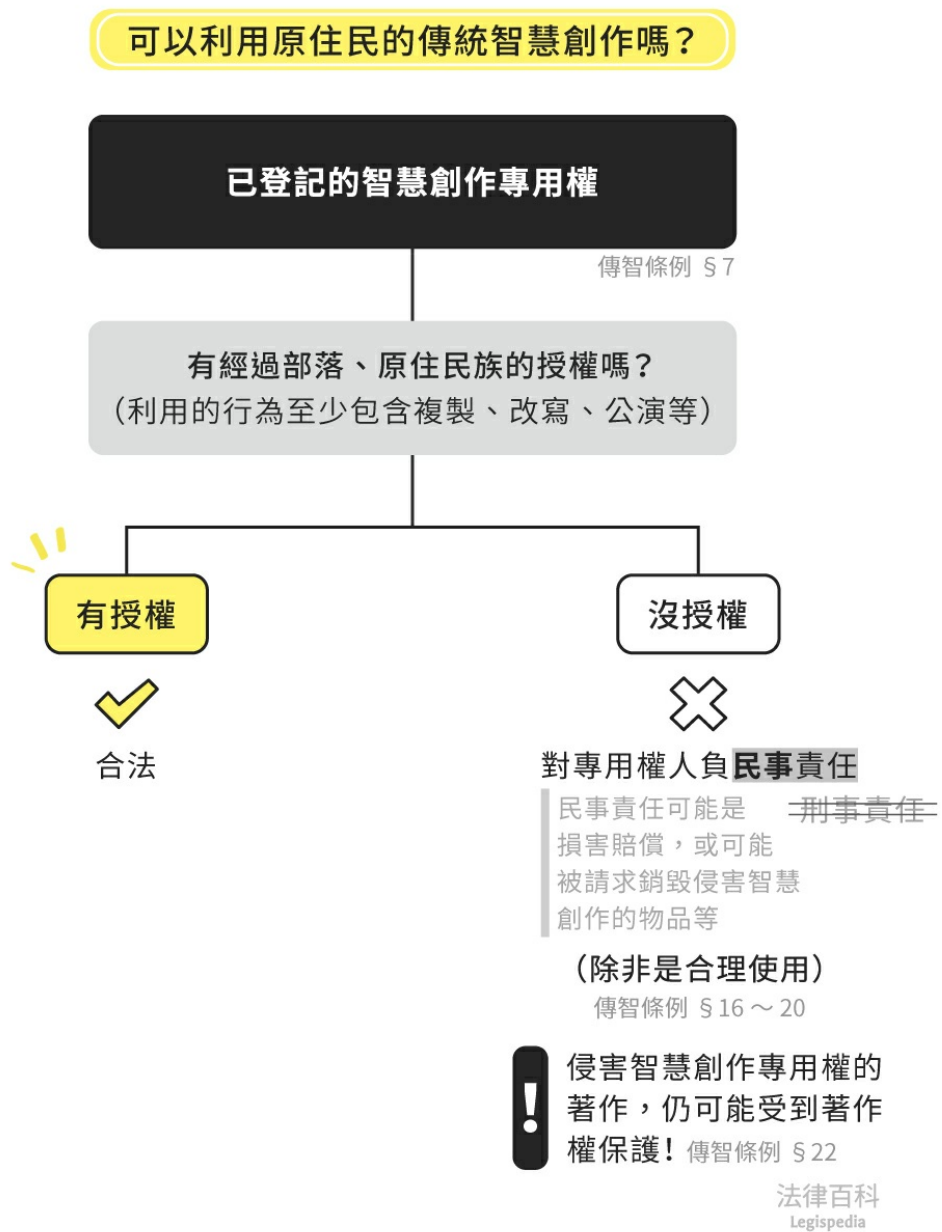 可以利用原住民的傳統智慧創作嗎？
已登記的智慧創作專用權
傳智條例 §7
有經過部落、原住民族的授權嗎？
（利用的行為至少包含複製、改寫、公演等）
有授權
合法
沒授權
對專用權人負民事責任
民事責任可能是
刑事責任
損害賠償，或可能
被請求銷毀侵害智慧
創作的物品等
（除非是合理使用）
傳智條例 §16～20
侵害智慧創作專用權的
著作，仍可能受到著作
權保護！ 傳智條例 §22
法律百科
Legispedia